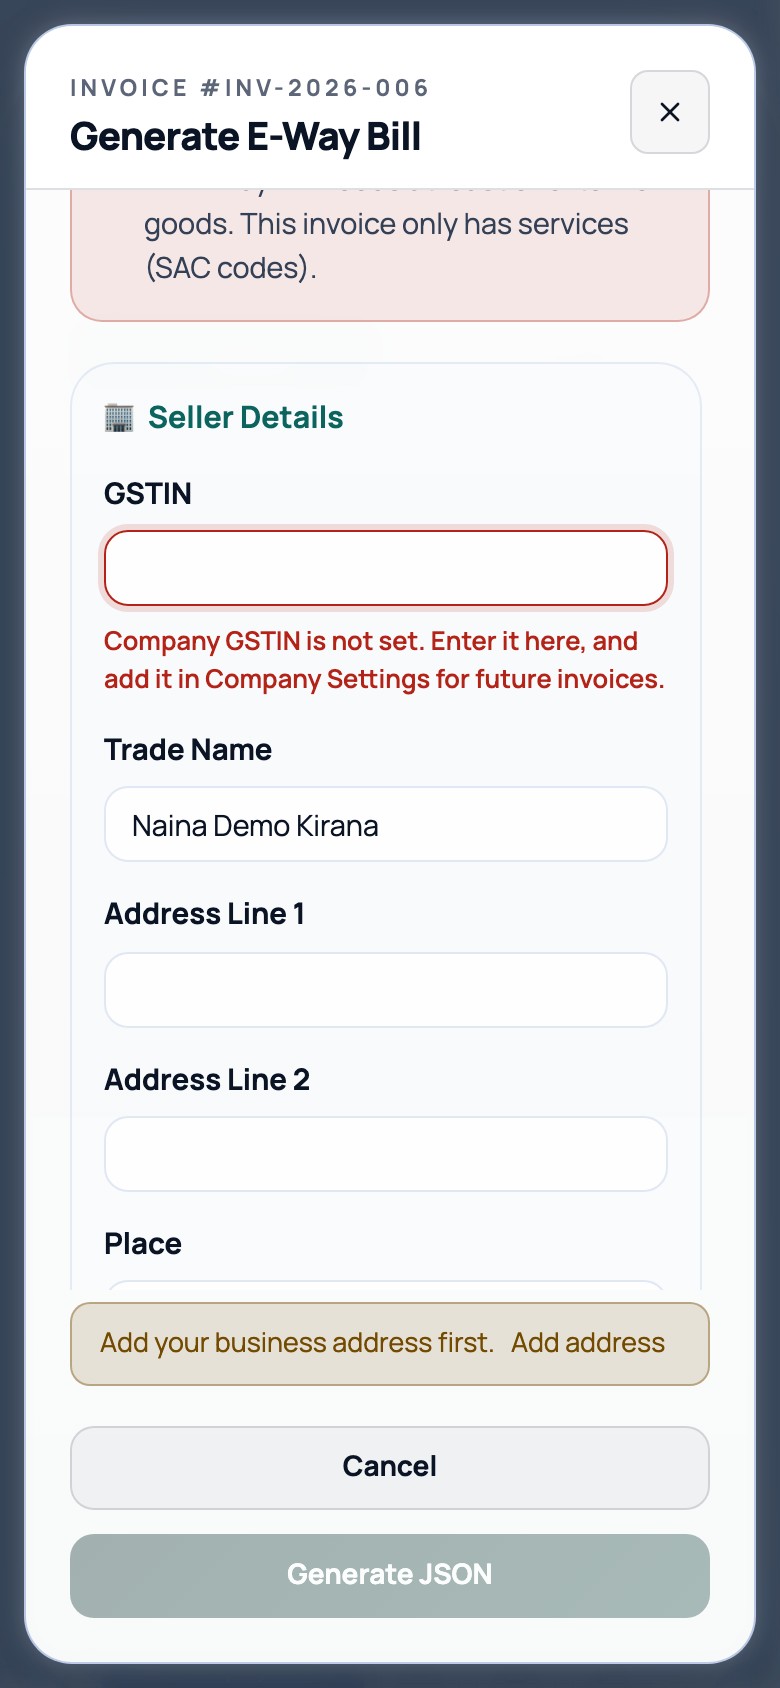 INVOICE #INV-2026-006
Generate E-Way Bill
goods. This invoice only has services
(SAC codes).
Seller Details
GSTIN
Company GSTIN is not set. Enter it here, and
add it in Company Settings for future invoices.
Trade Name
Naina Demo Kirana
Address Line 1
Address Line 2
Place
Add your business address first. Add address
Cancel
Generate JSON